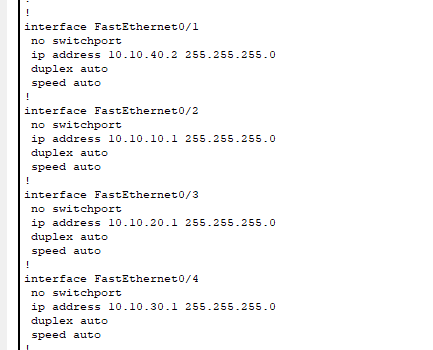 !
!
interface FastEthernet0/1
no switchport
ip address 10.10.40.2 255.255.255.0
duplex auto
speed auto
!
interface FastEthernet0/2
no switchport
ip address 10.10.10.1 255.255.255.0
duplex auto
speed auto
!
interface FastEthernet0/3
no switchport
ip address 10.10.20.1 255.255.255.0
duplex auto
speed auto
!
interface FastEthernet0/4
no switchport
ip address 10.10.30.1 255.255.255.0
duplex auto
speed auto
!